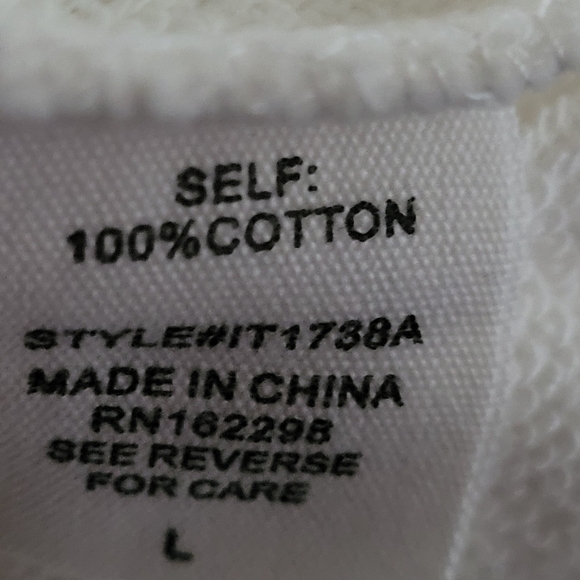 SELF:
100%COTTON
STYLE#IT1738A
MADE IN CHINA
RN162298
SEE REVERSE
FOR CARE
L